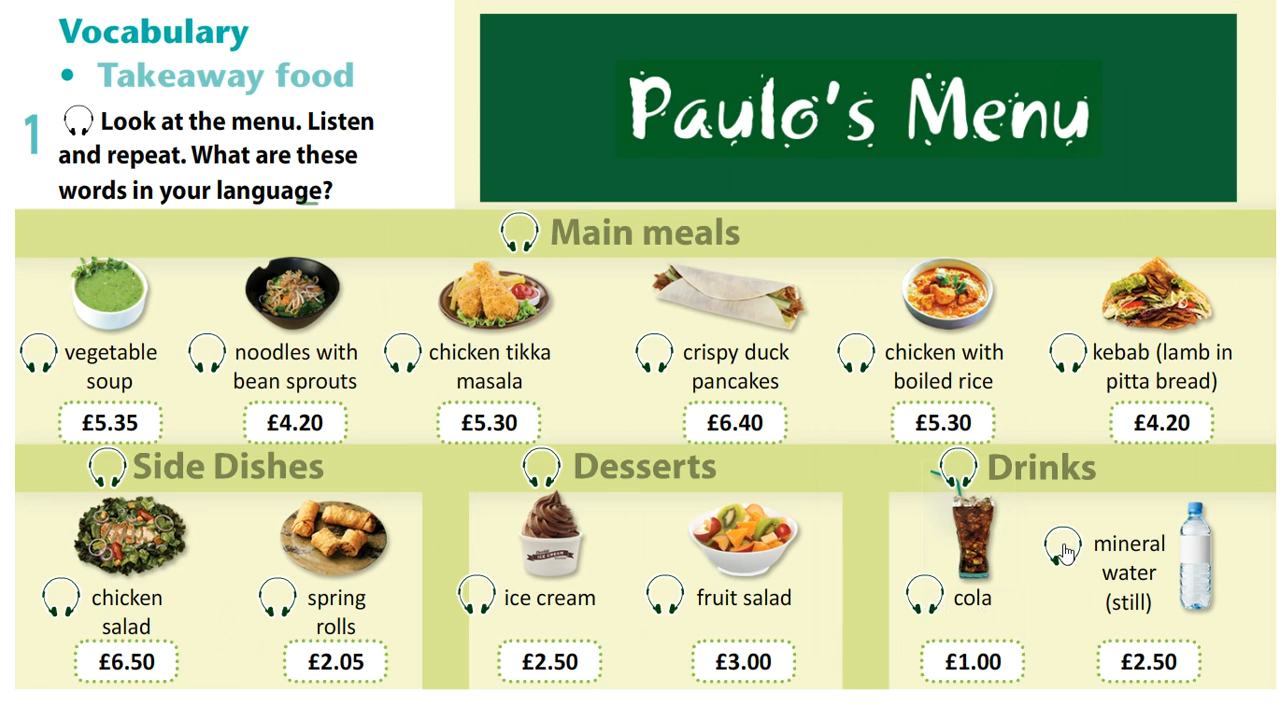 Vocabulary
• Takeaway food
1 Look at the menu. Listen
and repeat. What are these
words in your language?
Paulo's Menu
Main meals
vegetable
soup
£5.35
noodles with
bean sprouts
£4.20
chicken tikka
masala
£5.30
crispy duck
pancakes
£6.40
chicken with
boiled rice
£5.30
kebab (lamb in
pitta bread)
£4.20
Side Dishes
chicken
salad
£6.50
spring
rolls
£2.05
Desserts
ice cream
£2.50
fruit salad
£3.00
Drinks
cola
£1.00
mineral
water
(still)
£2.50